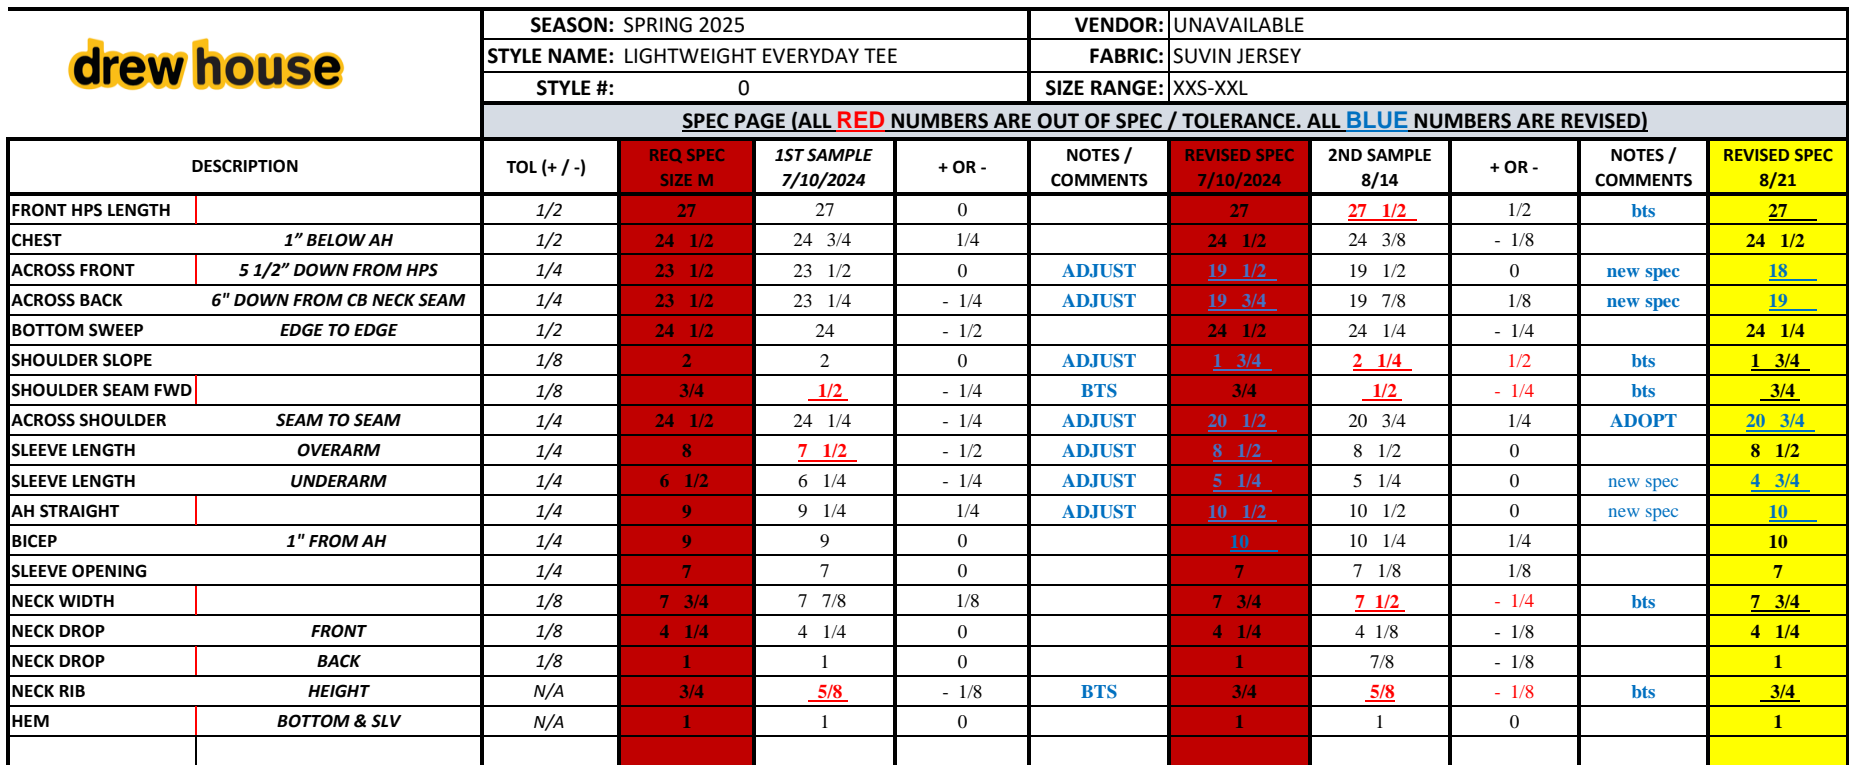 drew house
SEASON: SPRING 2025 VENDOR: UNAVAILABLE
STYLE NAME: LIGHTWEIGHT EVERYDAY TEE FABRIC: SUVIN JERSEY
STYLE #: 0 SIZE RANGE: XXS-XXL
SPEC PAGE (ALL RED NUMBERS ARE OUT OF SPEC / TOLERANCE. ALL BLUE NUMBERS ARE REVISED)
DESCRIPTION TOL (+ / -) REQ SPEC SIZE M 1ST SAMPLE 7/10/2024 + OR - NOTES / COMMENTS REVISED SPEC 7/10/2024 2ND SAMPLE 8/14 + OR - NOTES / COMMENTS REVISED SPEC 8/21
FRONT HPS LENGTH 1/2 27 27 0 27 27 1/2 1/2 bts 27
CHEST 1” BELOW AH 1/2 24 1/2 24 3/4 1/4 24 1/2 24 3/8 - 1/8 24 1/2
ACROSS FRONT 5 1/2” DOWN FROM HPS 1/4 23 1/2 23 1/2 0 ADJUST 19 1/2 19 1/2 0 new spec 18
ACROSS BACK 6" DOWN FROM CB NECK SEAM 1/4 23 1/2 23 1/4 - 1/4 ADJUST 19 3/4 19 7/8 1/8 new spec 19
BOTTOM SWEEP EDGE TO EDGE 1/2 24 1/2 24 - 1/2 24 1/2 24 1/4 - 1/4 24 1/4
SHOULDER SLOPE 1/8 2 2 0 ADJUST 1 3/4 2 1/4 1/2 bts 1 3/4
SHOULDER SEAM FWD 1/8 3/4 1/2 - 1/4 BTS 3/4 1/2 - 1/4 bts 3/4
ACROSS SHOULDER SEAM TO SEAM 1/4 24 1/2 24 1/4 - 1/4 ADJUST 20 1/2 20 3/4 1/4 ADOPT 20 3/4
SLEEVE LENGTH OVERARM 1/4 8 7 1/2 - 1/2 ADJUST 8 1/2 8 1/2 0 8 1/2
SLEEVE LENGTH UNDERARM 1/4 6 1/2 6 1/4 - 1/4 ADJUST 5 1/4 5 1/4 0 new spec 4 3/4
AH STRAIGHT 1/4 9 9 1/4 1/4 ADJUST 10 1/2 10 1/2 0 new spec 10
BICEP 1" FROM AH 1/4 9 9 0 10 10 1/4 1/4 10
SLEEVE OPENING 1/4 7 7 0 7 7 1/8 1/8 7
NECK WIDTH 1/8 7 3/4 7 7/8 1/8 7 3/4 7 1/2 - 1/4 bts 7 3/4
NECK DROP FRONT 1/8 4 1/4 4 1/4 0 4 1/4 4 1/8 - 1/8 4 1/4
NECK DROP BACK 1/8 1 1 0 1 7/8 - 1/8 1
NECK RIB HEIGHT N/A 3/4 5/8 - 1/8 BTS 3/4 5/8 - 1/8 bts 3/4
HEM BOTTOM & SLV N/A 1 1 0 1 1 0 1